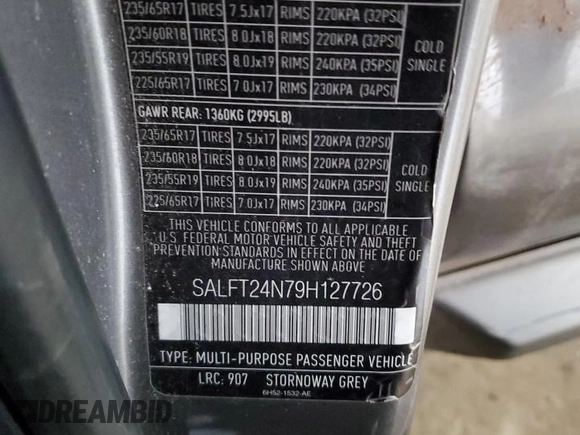 235/65R17 TIRES 7.5Jx17 RIMS 220KPA (32PSI)
235/60R18 TIRES 8.0Jx18 RIMS 220KPA (32PSI) COLD
235/55R19 TIRES 8.0Jx19 RIMS 240KPA (35PSI) SINGLE
225/65R17 TIRES 7.0Jx17 RIMS 230KPA (34PSI)
GAWR REAR: 1360KG (2995LB)
235/65R17 TIRES 7.5Jx17 RIMS 220KPA (32PSI)
235/60R18 TIRES 8.0Jx18 RIMS 220KPA (32PSI) COLD
235/55R19 TIRES 8.0Jx19 RIMS 240KPA (35PSI) SINGLE
225/65R17 TIRES 7.0Jx17 RIMS 230KPA (34PSI)
THIS VEHICLE CONFORMS TO ALL APPLICABLE
U.S. FEDERAL MOTOR VEHICLE SAFETY AND THEFT
PREVENTION STANDARDS IN EFFECT ON THE DATE
OF MANUFACTURE SHOWN ABOVE
SALFT24N79H127726
TYPE: MULTI-PURPOSE PASSENGER VEHICLE
LRC: 907 STORNOWAY GREY
6H52-1532-AE
IDREAMBID